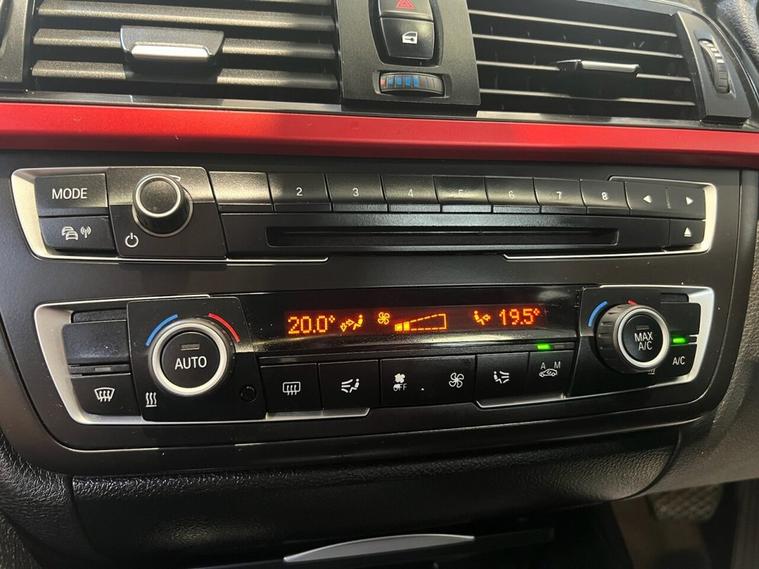 MODE
2 3 4 5 6 7 8
20.0° 19.5°
AUTO
MAX
A/C
A/C
OFF
A M